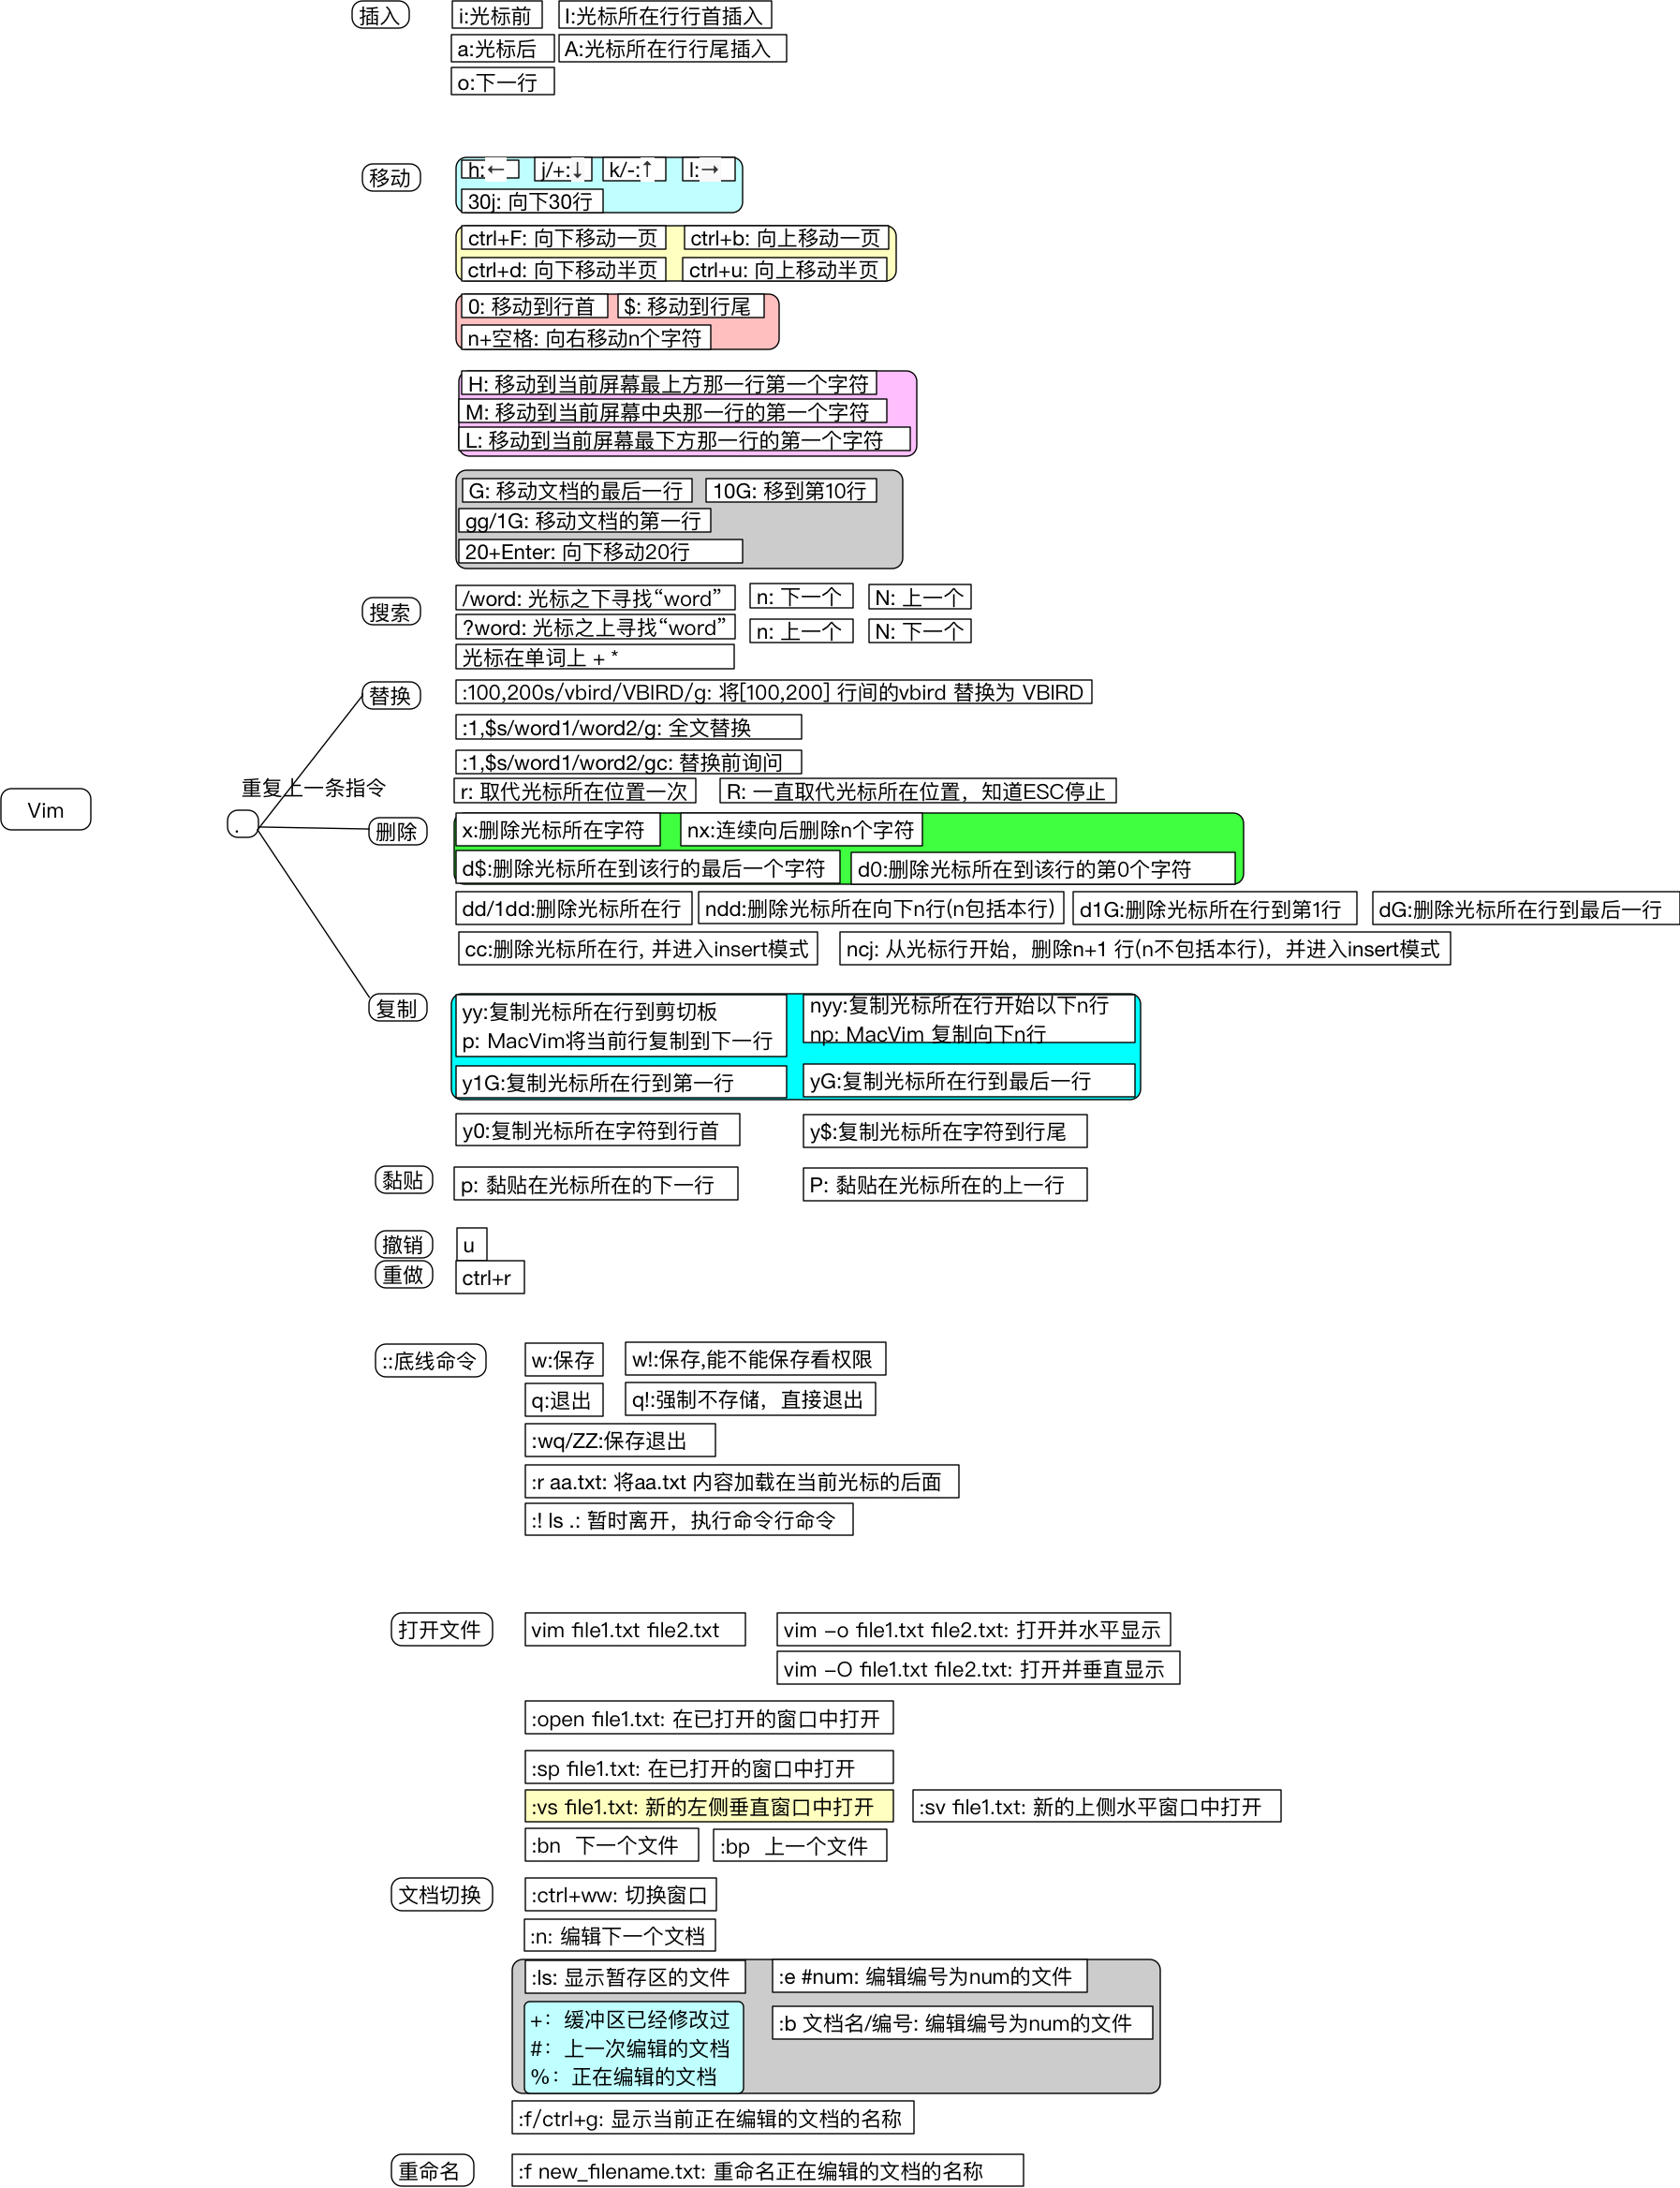 插入
i:光标前
I:光标所在行行首插入
a:光标后
A:光标所在行行尾插入
o:下一行
移动
h:←
j/+:↓
k/-:↑
l:→
30j: 向下30行
ctrl+F: 向下移动一页
ctrl+b: 向上移动一页
ctrl+d: 向下移动半页
ctrl+u: 向上移动半页
0: 移动到行首
$: 移动到行尾
n+空格: 向右移动n个字符
H: 移动到当前屏幕最上方那一行第一个字符
M: 移动到当前屏幕中央那一行的第一个字符
L: 移动到当前屏幕最下方那一行的第一个字符
G: 移动文档的最后一行
10G: 移到第10行
gg/1G: 移动文档的第一行
20+Enter: 向下移动20行
搜索
/word: 光标之下寻找“word”
n: 下一个
N: 上一个
?word: 光标之上寻找“word”
n: 上一个
N: 下一个
光标在单词上 + *
替换
:100,200s/vbird/VBIRD/g: 将[100,200] 行间的vbird 替换为 VBIRD
:1,$s/word1/word2/g: 全文替换
:1,$s/word1/word2/gc: 替换前询问
r: 取代光标所在位置一次
R: 一直取代光标所在位置，知道ESC停止
重复上一条指令
Vim
.
删除
x:删除光标所在字符
nx:连续向后删除n个字符
d$:删除光标所在到该行的最后一个字符
d0:删除光标所在到该行的第0个字符
dd/1dd:删除光标所在行
ndd:删除光标所在向下n行(n包括本行)
d1G:删除光标所在行到第1行
dG:删除光标所在行到最后一行
cc:删除光标所在行, 并进入insert模式
ncj: 从光标行开始，删除n+1 行(n不包括本行)，并进入insert模式
复制
yy:复制光标所在行到剪切板
p: MacVim将当前行复制到下一行
nyy:复制光标所在行开始以下n行
np: MacVim 复制向下n行
y1G:复制光标所在行到第一行
yG:复制光标所在行到最后一行
y0:复制光标所在字符到行首
y$:复制光标所在字符到行尾
黏贴
p: 黏贴在光标所在的下一行
P: 黏贴在光标所在的上一行
撤销
u
重做
ctrl+r
::底线命令
w:保存
w!:保存,能不能保存看权限
q:退出
q!:强制不存储，直接退出
:wq/ZZ:保存退出
:r aa.txt: 将aa.txt 内容加载在当前光标的后面
:! ls .: 暂时离开，执行命令行命令
打开文件
vim file1.txt file2.txt
vim -o file1.txt file2.txt: 打开并水平显示
vim -O file1.txt file2.txt: 打开并垂直显示
:open file1.txt: 在已打开的窗口中打开
:sp file1.txt: 在已打开的窗口中打开
:vs file1.txt: 新的左侧垂直窗口中打开
:sv file1.txt: 新的上侧水平窗口中打开
:bn 下一个文件
:bp 上一个文件
文档切换
:ctrl+ww: 切换窗口
:n: 编辑下一个文档
:ls: 显示暂存区的文件
:e #num: 编辑编号为num的文件
+：缓冲区已经修改过
#：上一次编辑的文档
%：正在编辑的文档
:b 文档名/编号: 编辑编号为num的文件
:f/ctrl+g: 显示当前正在编辑的文档的名称
重命名
:f new_filename.txt: 重命名正在编辑的文档的名称